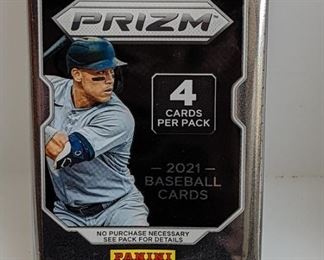 PRIZM
4
CARDS
PER PACK
2021
BASEBALL
CARDS
NO PURCHASE NECESSARY
SEE PACK FOR DETAILS
PANINI